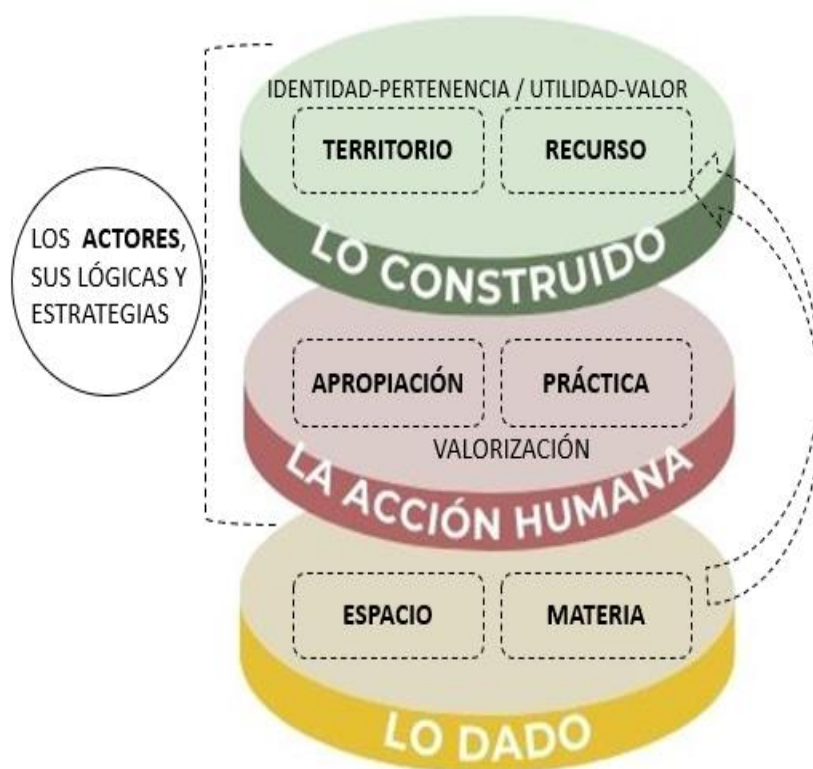 IDENTIDAD-PERTENENCIA / UTILIDAD-VALOR
TERRITORIO
RECURSO
LO CONSTRUIDO
LOS ACTORES,
SUS LÓGICAS Y
ESTRATEGIAS
APROPIACIÓN
PRÁCTICA
VALORIZACIÓN
LA ACCIÓN HUMANA
ESPACIO
MATERIA
LO DADO